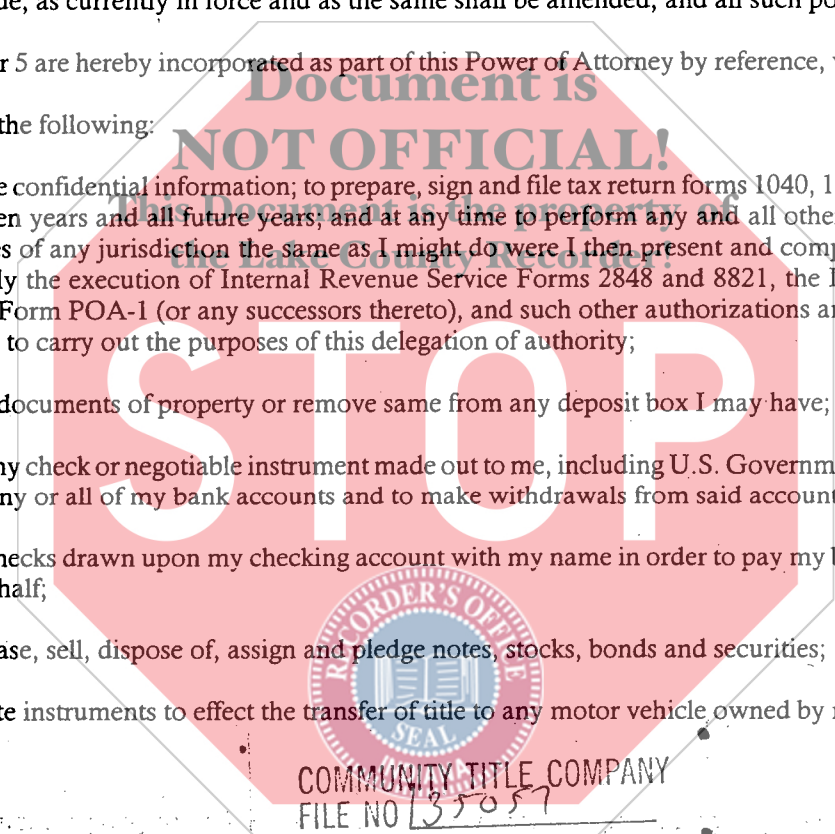 de, as currently in force and as the same shall be amended, and all such po
r 5 are hereby incorporated as part of this Power of Attorney by reference,
Document is
the following:
NOT OFFICIAL!
e confidential information; to prepare, sign and file tax return forms 1040, 1
This Document is the property of
en years and all future years; and at any time to perform any and all othe
s of any jurisdiction the same as I might do were I then present and comp
the Lake County Recorder!
ly the execution of Internal Revenue Service Forms 2848 and 8821, the I
Form POA-1 (or any successors thereto), and such other authorizations a
to carry out the purposes of this delegation of authority;
STOP
documents of property or remove same from any deposit box I may have;
ny check or negotiable instrument made out to me, including U.S. Governm
ny or all of my bank accounts and to make withdrawals from said account
hecks drawn upon my checking account with my name in order to pay my b
half;
RECORDER'S OFFICE
ase, sell, dispose of, assign and pledge notes, stocks, bonds and securities;
te instruments to effect the transfer of title to any motor vehicle owned by
SEAL
INDIANA
COMMUNITY TITLE COMPANY
FILE NO 135057